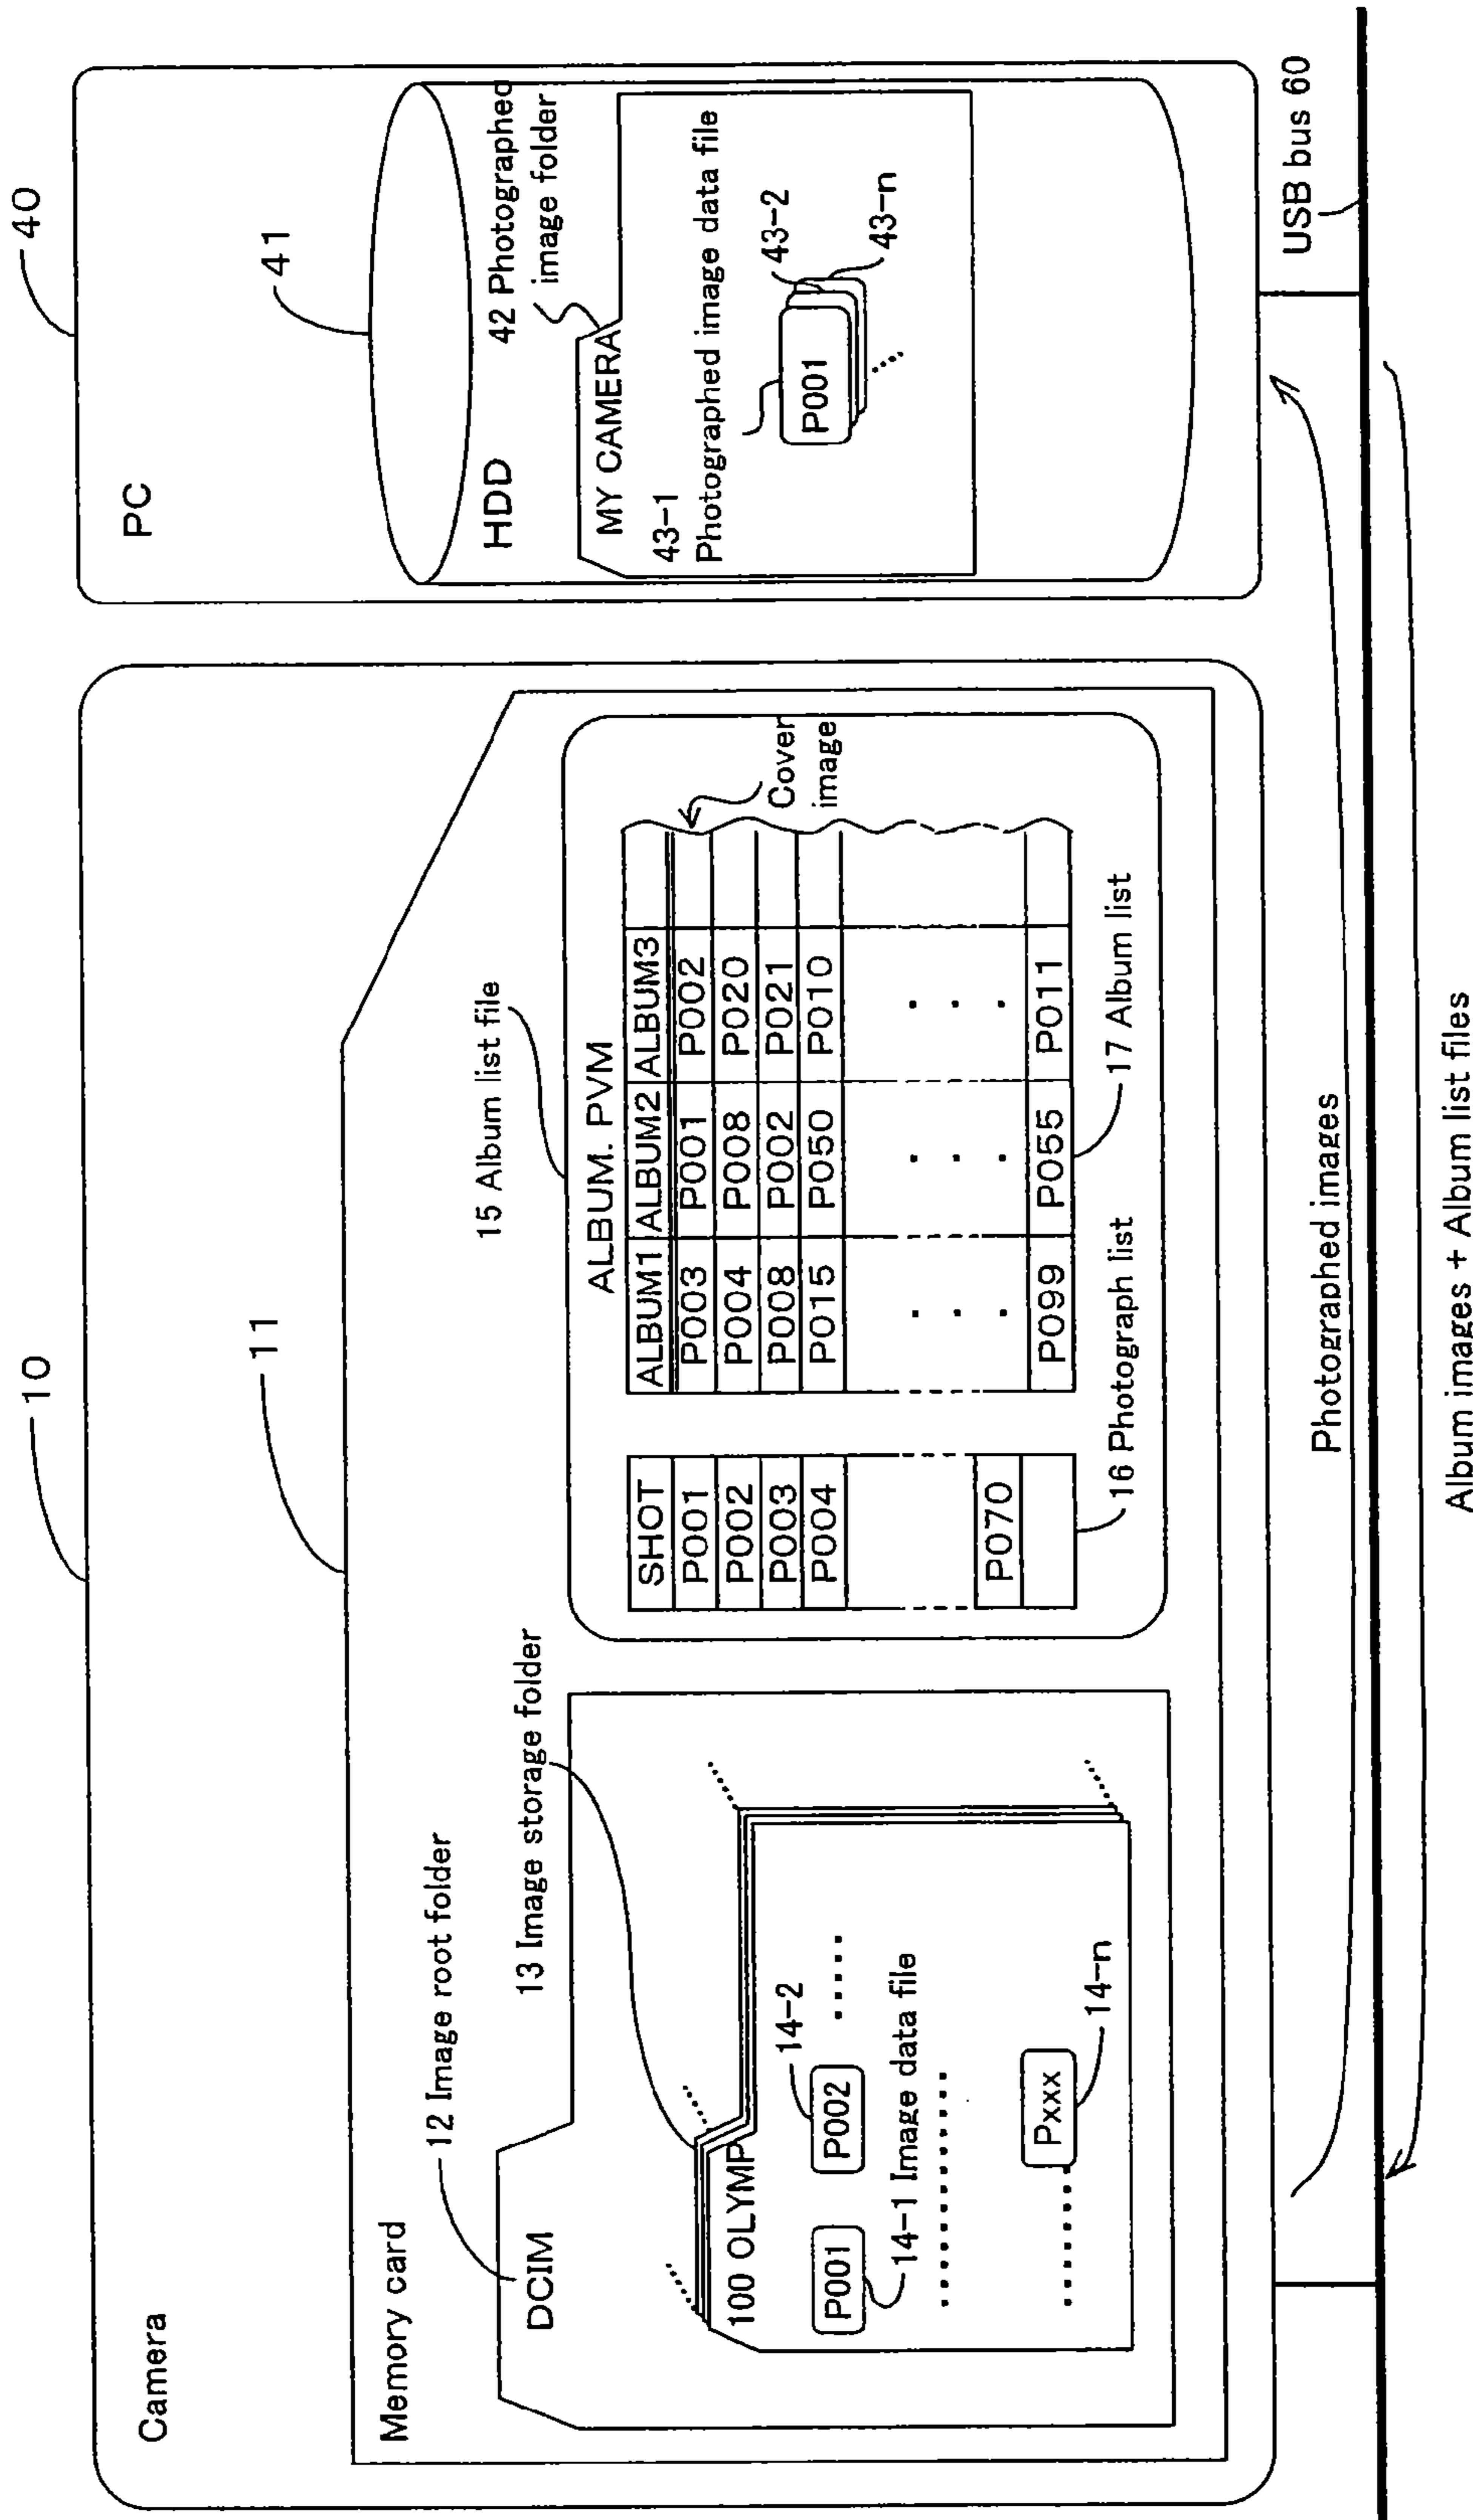 10
40
Camera
11
PC
41
Memory card
12 Image root folder
13 Image storage folder
15 Album list file
HDD
42 Photographed
image folder
DCIM
ALBUM. PVM
MY CAMERA
100 OLYMP
SHOT
P001
P002
P003
P004
P070
ALBUM1 ALBUM2 ALBUM3
P003 P001 P002
P004 P008 P020
P008 P002 P021
P015 P050 P010
P099 P055 P011
Cover
image
43-1
Photographed image data file
P001
43-2
43-n
P001
P002
14-2
14-1 Image data file
Pxxx
14-n
16 Photograph list
17 Album list
USB bus 60
Photographed images
Album images + Album list files